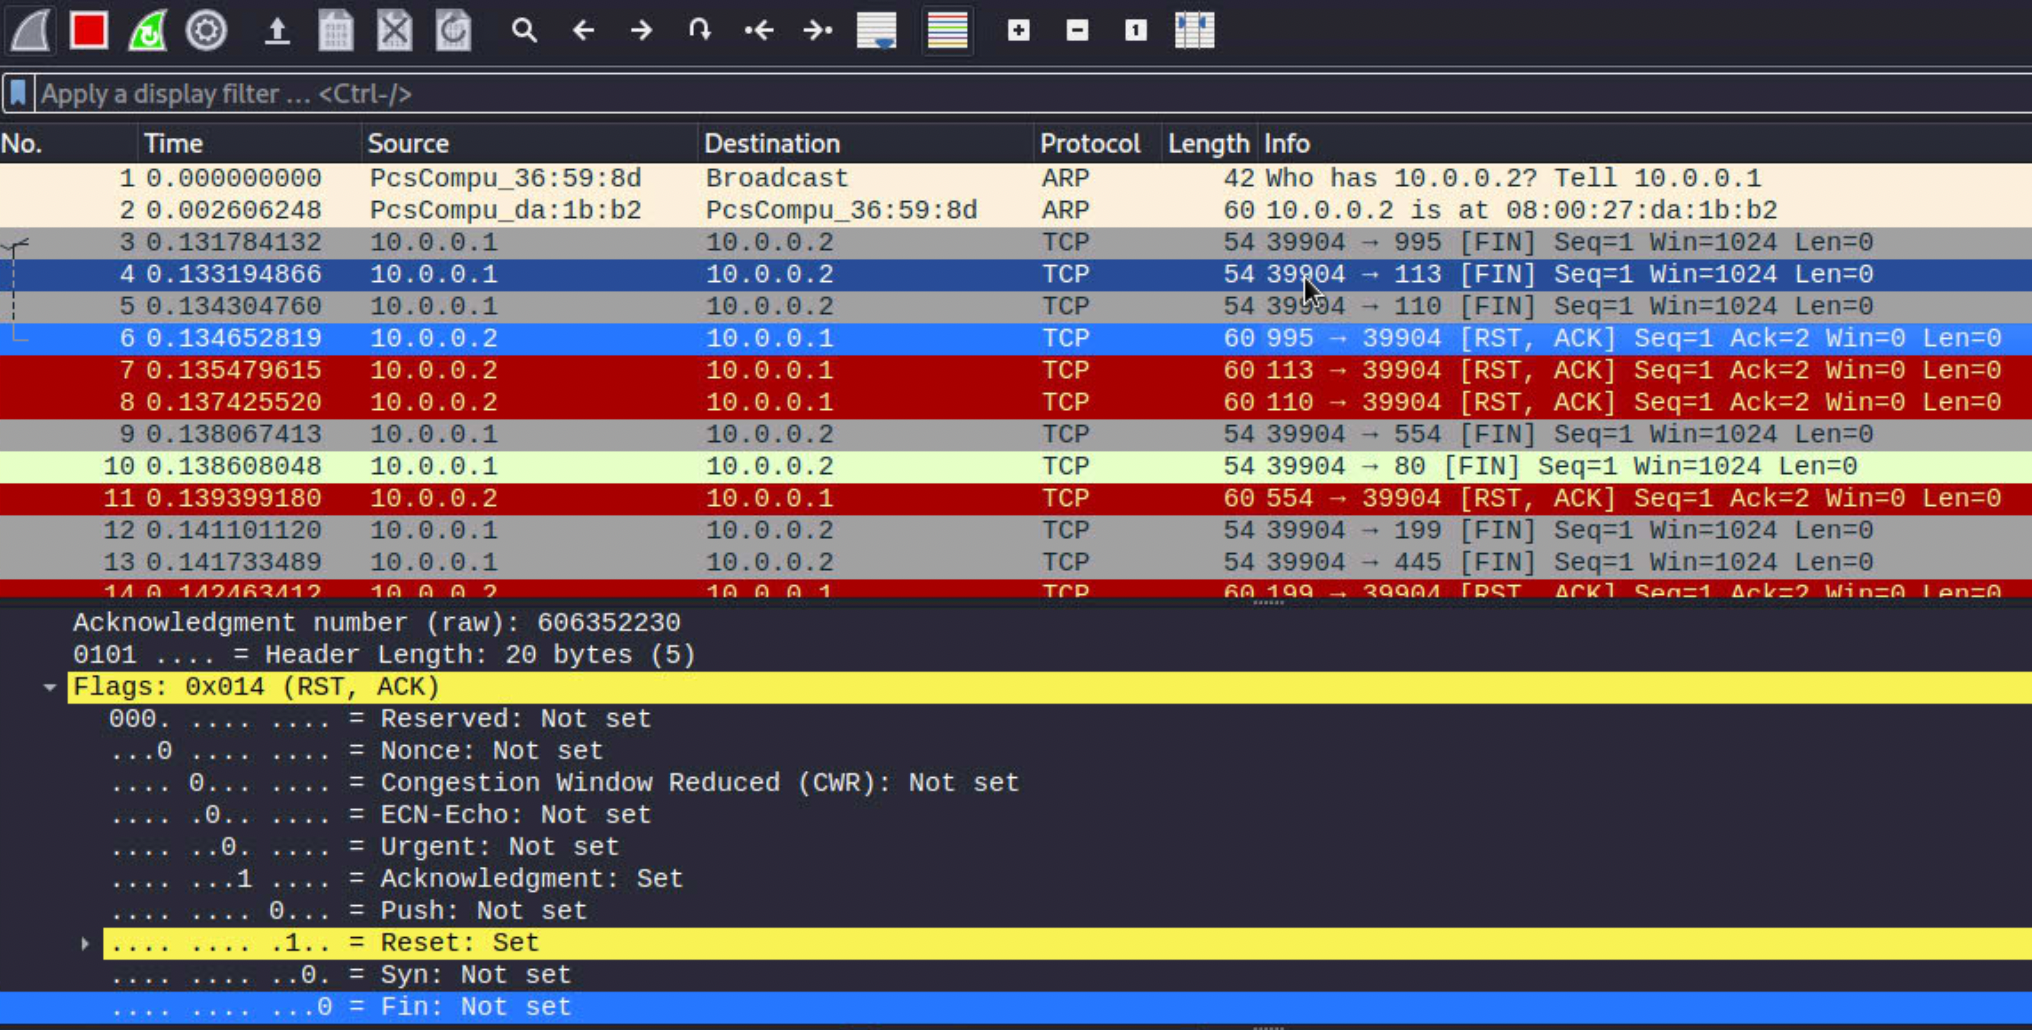 1
Apply a display filter ... <Ctrl-/>
No. Time Source Destination Protocol Length Info
1 0.000000000 PcsCompu_36:59:8d Broadcast ARP 42 Who has 10.0.0.2? Tell 10.0.0.1
2 0.002606248 PcsCompu_da:1b:b2 PcsCompu_36:59:8d ARP 60 10.0.0.2 is at 08:00:27:da:1b:b2
3 0.131784132 10.0.0.1 10.0.0.2 TCP 54 39904 → 995 [FIN] Seq=1 Win=1024 Len=0
4 0.133194866 10.0.0.1 10.0.0.2 TCP 54 39904 → 113 [FIN] Seq=1 Win=1024 Len=0
5 0.134304760 10.0.0.1 10.0.0.2 TCP 54 39904 → 110 [FIN] Seq=1 Win=1024 Len=0
6 0.134652819 10.0.0.2 10.0.0.1 TCP 60 995 → 39904 [RST, ACK] Seq=1 Ack=2 Win=0 Len=0
7 0.135479615 10.0.0.2 10.0.0.1 TCP 60 113 → 39904 [RST, ACK] Seq=1 Ack=2 Win=0 Len=0
8 0.137425520 10.0.0.2 10.0.0.1 TCP 60 110 → 39904 [RST, ACK] Seq=1 Ack=2 Win=0 Len=0
9 0.138067413 10.0.0.1 10.0.0.2 TCP 54 39904 → 554 [FIN] Seq=1 Win=1024 Len=0
10 0.138608048 10.0.0.1 10.0.0.2 TCP 54 39904 → 80 [FIN] Seq=1 Win=1024 Len=0
11 0.139399180 10.0.0.2 10.0.0.1 TCP 60 554 → 39904 [RST, ACK] Seq=1 Ack=2 Win=0 Len=0
12 0.141101120 10.0.0.1 10.0.0.2 TCP 54 39904 → 199 [FIN] Seq=1 Win=1024 Len=0
13 0.141733489 10.0.0.1 10.0.0.2 TCP 54 39904 → 445 [FIN] Seq=1 Win=1024 Len=0
14 0.142463412 10.0.0.2 10.0.0.1 TCP 60 199 → 39904 [RST, ACK] Seq=1 Ack=2 Win=0 Len=0
Acknowledgment number (raw): 606352230
0101 .... = Header Length: 20 bytes (5)
Flags: 0x014 (RST, ACK)
000. .... .... = Reserved: Not set
...0 .... .... = Nonce: Not set
.... 0... .... = Congestion Window Reduced (CWR): Not set
.... .0.. .... = ECN-Echo: Not set
.... ..0. .... = Urgent: Not set
.... ...1 .... = Acknowledgment: Set
.... .... 0... = Push: Not set
.... .... .1.. = Reset: Set
.... .... ..0. = Syn: Not set
.... .... ...0 = Fin: Not set